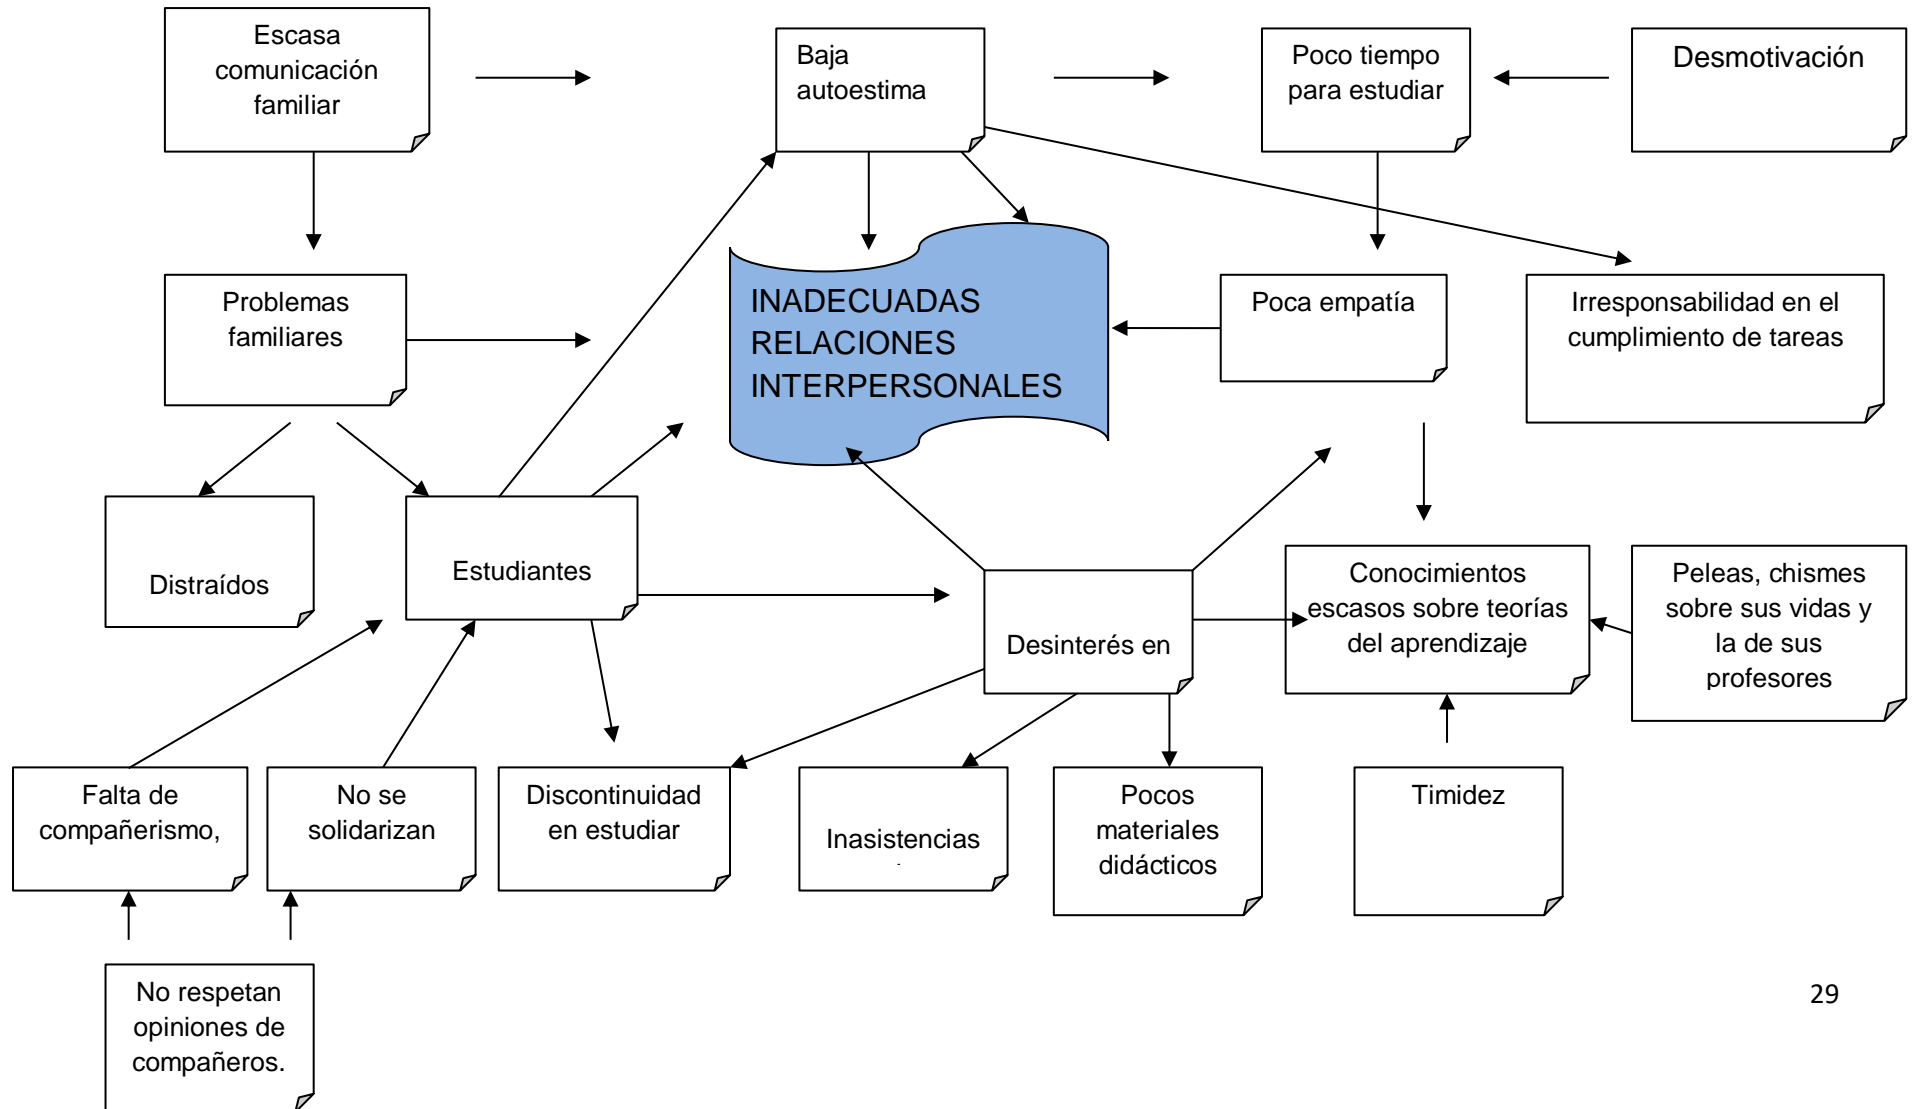 Escasa
comunicación
familiar
Baja
autoestima
Poco tiempo
para estudiar
Desmotivación
Problemas
familiares
INADECUADAS
RELACIONES
INTERPERSONALES
Poca empatía
Irresponsabilidad en el
cumplimiento de tareas
Distraídos
Estudiantes
Desinterés en
Conocimientos
escasos sobre teorías
del aprendizaje
Peleas, chismes
sobre sus vidas y
la de sus
profesores
Falta de
compañerismo,
No se
solidarizan
Discontinuidad
en estudiar
Inasistencias
Pocos
materiales
didácticos
Timidez
No respetan
opiniones de
compañeros.
29